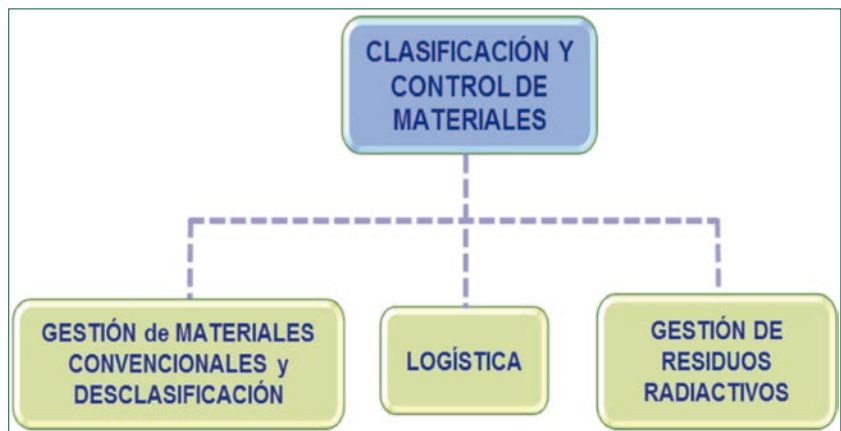 CLASIFICACIÓN Y
CONTROL DE
MATERIALES
GESTIÓN de MATERIALES
CONVENCIONALES y
DESCLASIFICACIÓN
LOGÍSTICA
GESTIÓN DE
RESIDUOS
RADIACTIVOS